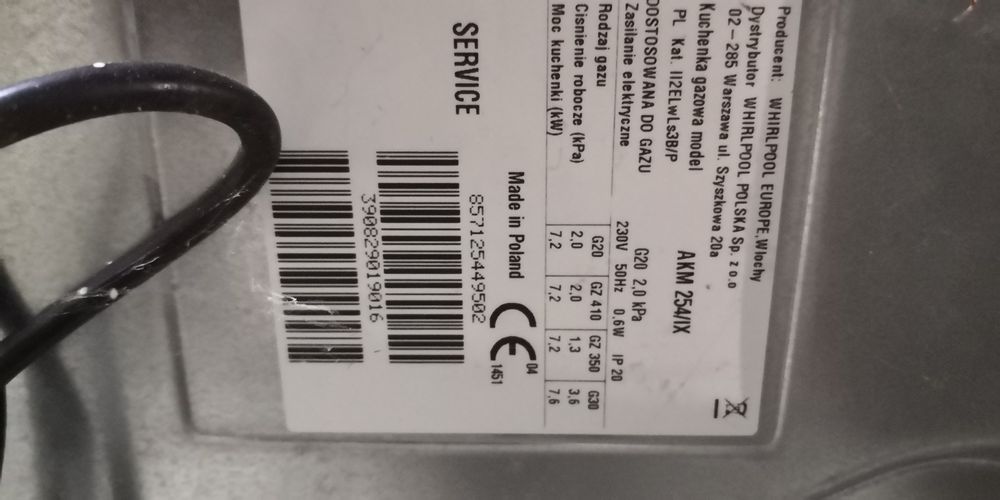 Producent: WHIRLPOOL EUROPE,Włochy
Dystrybutor WHIRLPOOL POLSKA Sp. z o.o
02-285 Warszawa ul. Szyszkowa 20a
Kuchenka gazowa model AKM 254/IX
PL Kat. II2ELwLs3B/P
DOSTOSOWANA DO GAZU G20 2,0 kPa
Zasilanie elektryczne 230V 50Hz 0,6W IP 20
Rodzaj gazu G20 GZ 410 GZ 350 G30
Cisnienie robocze (kPa) 2,0 2,0 1,3 3,6
Moc kuchenki (kW) 7,2 7,2 7,2 7,6
Made in Poland CE 04
1451
SERVICE
857125449502
390829019016